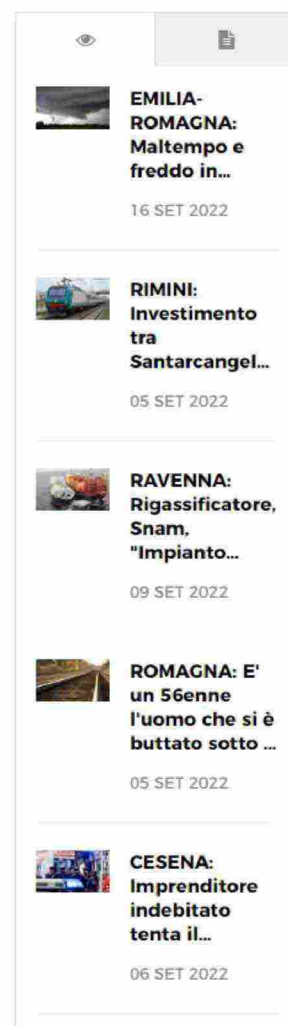 EMILIA-
ROMAGNA:
Maltempo e
freddo in...
16 SET 2022
RIMINI:
Investimento
tra
Santarcangel...
05 SET 2022
RAVENNA:
Rigassificatore,
Snam,
"Impianto...
09 SET 2022
ROMAGNA: E'
un 56enne
l'uomo che si è
buttato sotto ...
05 SET 2022
CESENA:
Imprenditore
indebitato
tenta il...
06 SET 2022